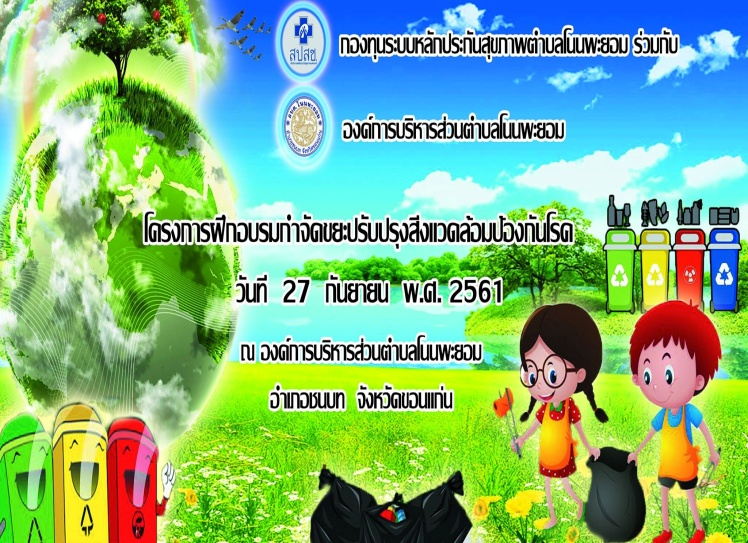 สปสช.
กองทุนระบบหลักประกันสุขภาพตำบลโนนพะยอม ร่วมกับ
องค์การบริหารส่วนตำบลโนนพะยอม
โครงการฝึกอบรมกำจัดขยะปรับปรุงสิ่งแวดล้อมป้องกันโรค
วันที่ 27 กันยายน พ.ศ. 2561
ณ องค์การบริหารส่วนตำบลโนนพะยอม
อำเภอชนบท จังหวัดขอนแก่น